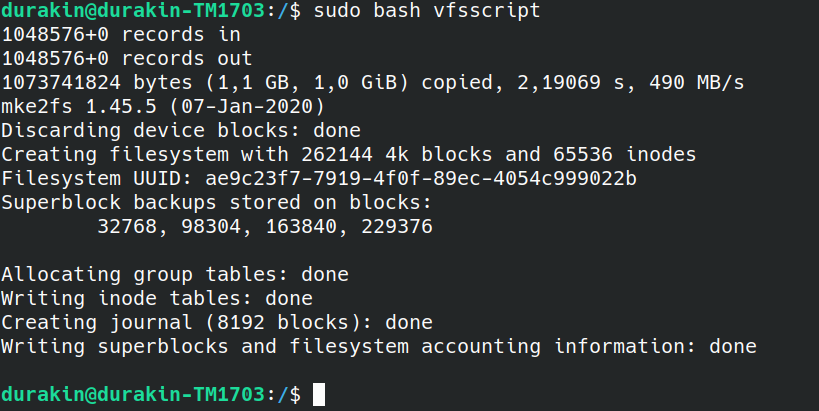 durakin@durakin-TM1703:/$ sudo bash vfsscript
1048576+0 records in
1048576+0 records out
1073741824 bytes (1,1 GB, 1,0 GiB) copied, 2,19069 s, 490 MB/s
mke2fs 1.45.5 (07-Jan-2020)
Discarding device blocks: done
Creating filesystem with 262144 4k blocks and 65536 inodes
Filesystem UUID: ae9c23f7-7919-4f0f-89ec-4054c999022b
Superblock backups stored on blocks:
        32768, 98304, 163840, 229376

Allocating group tables: done
Writing inode tables: done
Creating journal (8192 blocks): done
Writing superblocks and filesystem accounting information: done

durakin@durakin-TM1703:/$